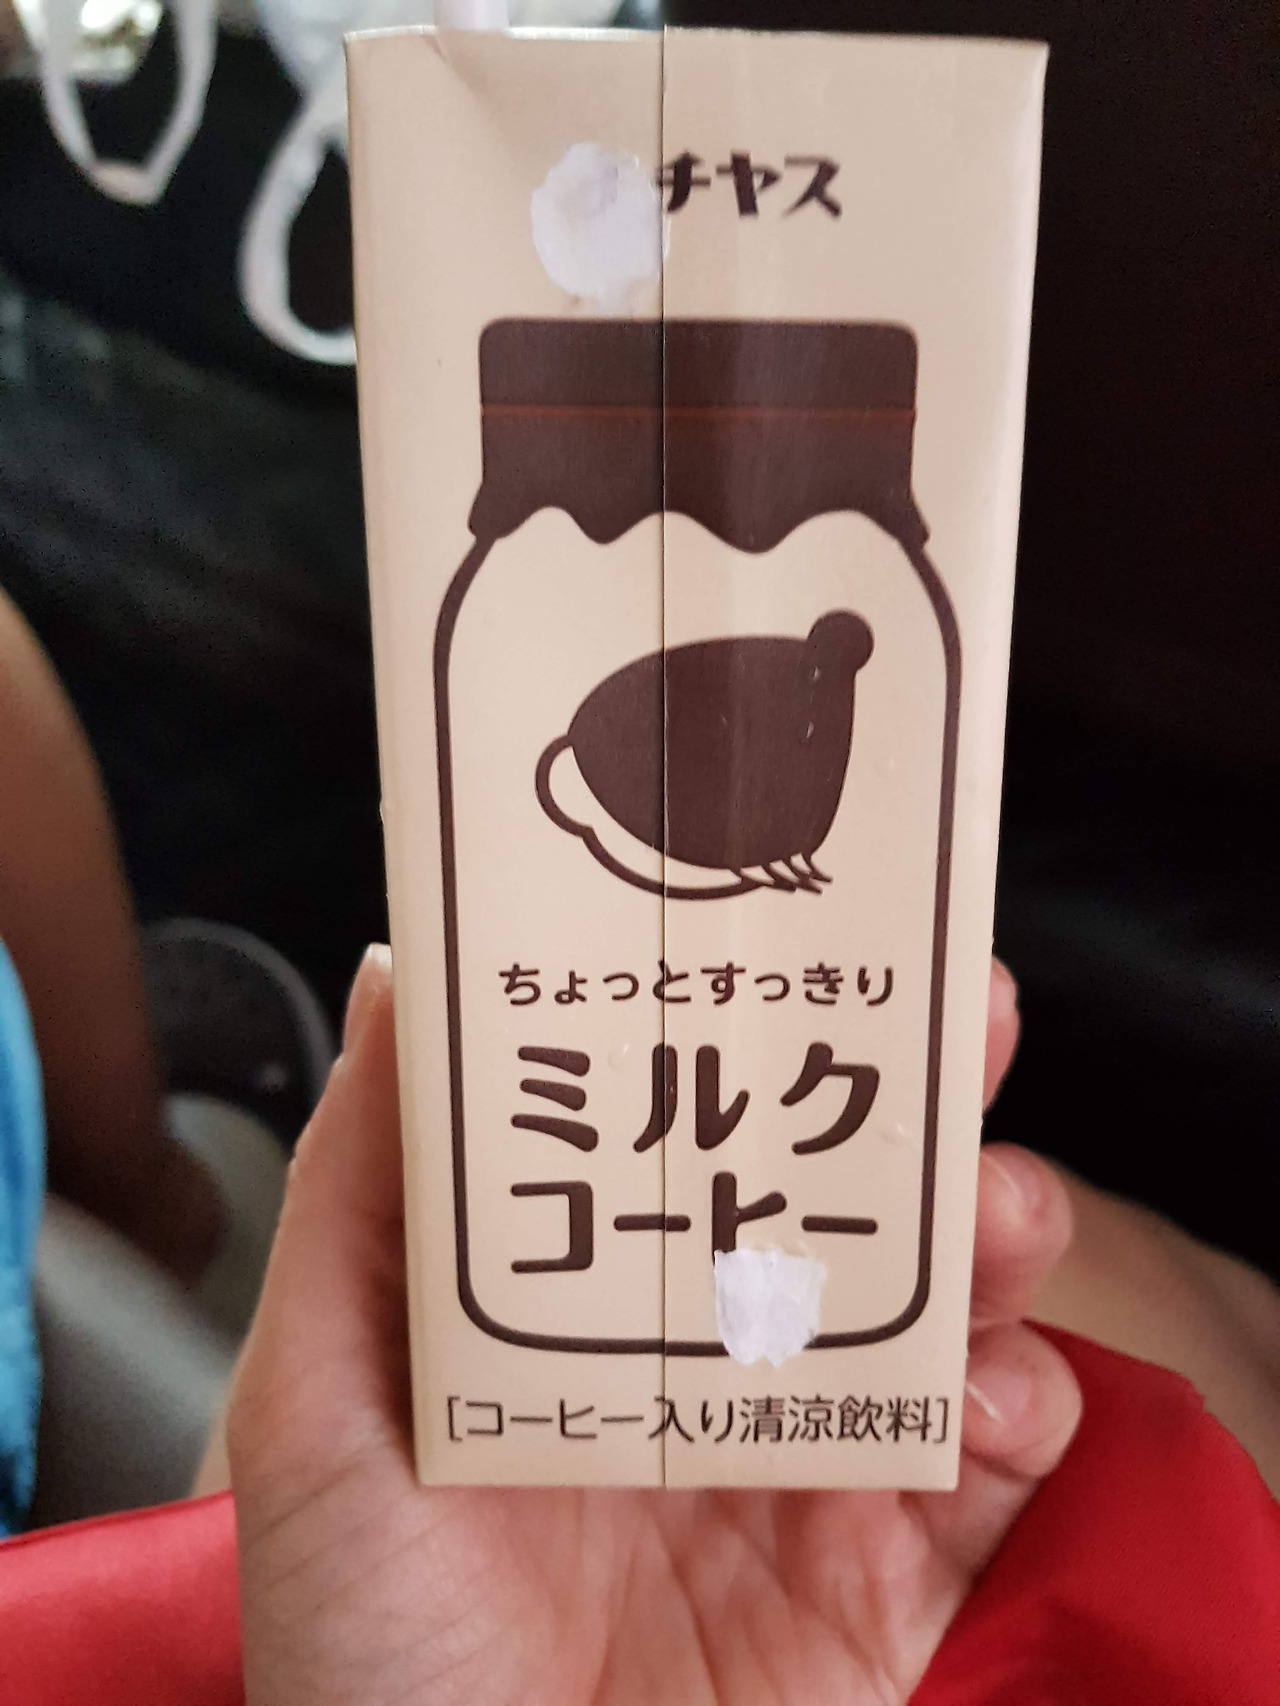 チヤス
ちょっとすっきり
ミルク
コーヒー
[コーヒー入り清涼飲料]